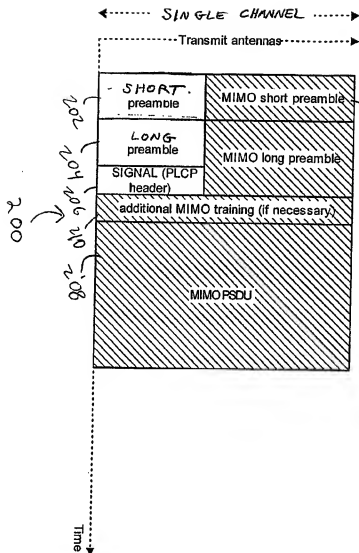 SINGLE CHANNEL
Transmit antennas
202
SHORT
preamble
MIMO short preamble
204
LONG
preamble
MIMO long preamble
206
SIGNAL (PLCP
header)
200
210
additional MIMO training (if necessary)
208
MIMO PSDU
Time